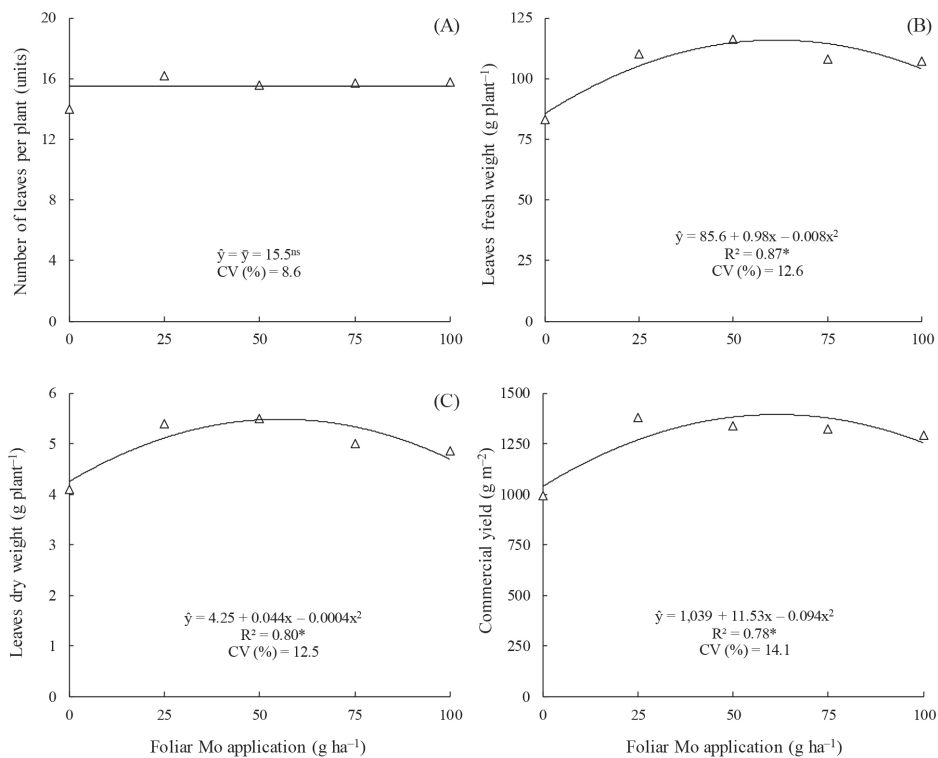 (A)
Number of leaves per plant (units)
20
16
12
8
4
0
ŷ = ȳ = 15.5ⁿˢ
CV (%) = 8.6
0 25 50 75 100
(B)
Leaves fresh weight (g plant⁻¹)
125
100
75
50
25
0
ŷ = 85.6 + 0.98x – 0.008x²
R² = 0.87*
CV (%) = 12.6
0 25 50 75 100
(C)
Leaves dry weight (g plant⁻¹)
6
5
4
3
2
1
0
ŷ = 4.25 + 0.044x – 0.0004x²
R² = 0.80*
CV (%) = 12.5
0 25 50 75 100
Foliar Mo application (g ha⁻¹)
Commercial yield (g m⁻²)
1500
1250
1000
750
500
250
0
ŷ = 1,039 + 11.53x – 0.094x²
R² = 0.78*
CV (%) = 14.1
0 25 50 75 100
Foliar Mo application (g ha⁻¹)